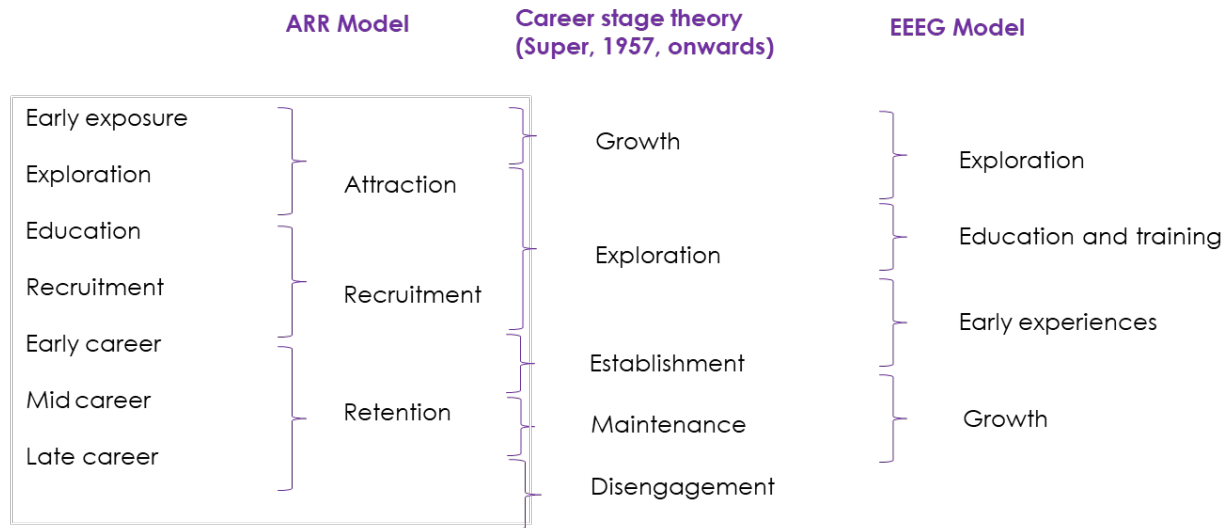 ARR Model
Career stage theory
(Super, 1957, onwards)
EEEG Model
Early exposure
Exploration
Education
Recruitment
Early career
Mid career
Late career
Attraction
Recruitment
Retention
Growth
Exploration
Establishment
Maintenance
Disengagement
Exploration
Education and training
Early experiences
Growth